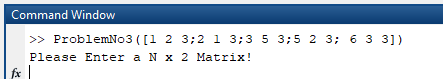 Command Window
>> ProblemNo3([1 2 3;2 1 3;3 5 3;5 2 3; 6 3 3])
Please Enter a N x 2 Matrix!
fx